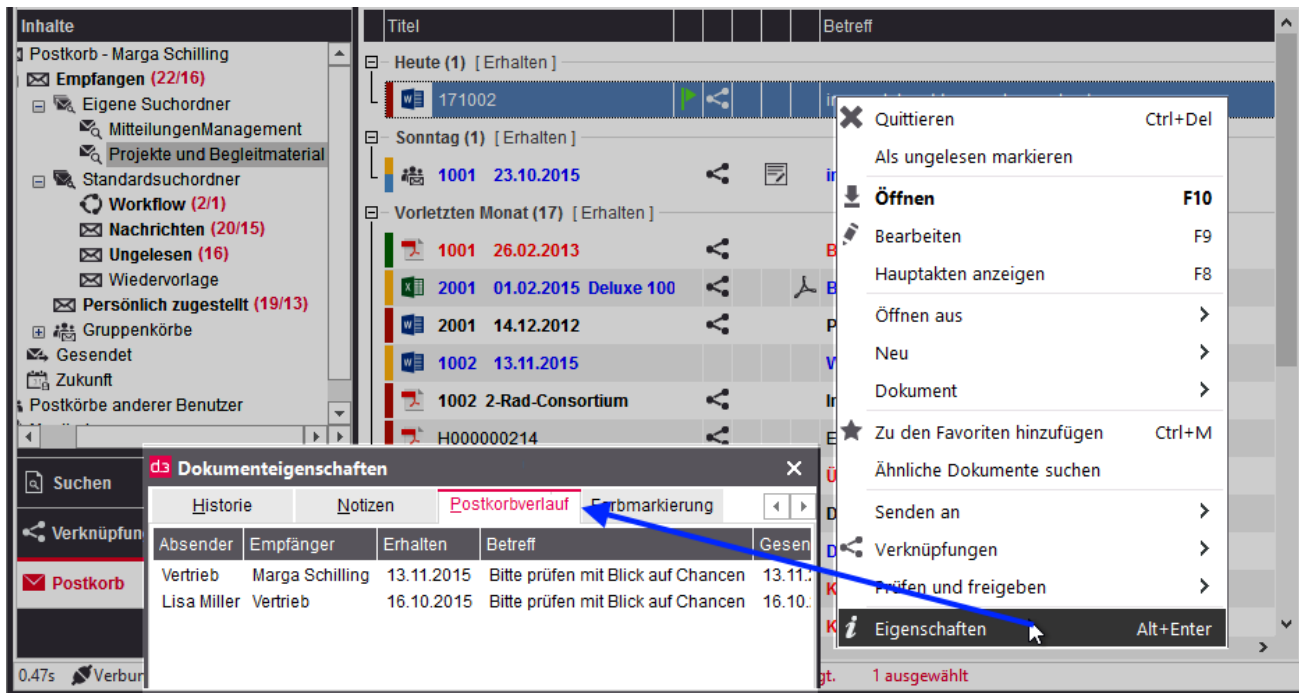 Inhalte
Postkorb - Marga Schilling
Empfangen (22/16)
Eigene Suchordner
MitteilungenManagement
Projekte und Begleitmaterial
Standardsuchordner
Workflow (2/1)
Nachrichten (20/15)
Ungelesen (16)
Wiedervorlage
Persönlich zugestellt (19/13)
Gruppenkörbe
Gesendet
Zukunft
Postkörbe anderer Benutzer
Suchen
Verknüpfun
Postkorb
0.47s Verbur
Titel Betreff
Heute (1) [ Erhalten ]
171002
Sonntag (1) [ Erhalten ]
1001 23.10.2015
Vorletzten Monat (17) [ Erhalten ]
1001 26.02.2013 B
2001 01.02.2015 Deluxe 100 B
2001 14.12.2012 P
1002 13.11.2015
1002 2-Rad-Consortium
H000000214 E
Ü
D
D
K
K
gt. 1 ausgewählt
Quittieren Ctrl+Del
Als ungelesen markieren
Öffnen F10
Bearbeiten F9
Hauptakten anzeigen F8
Öffnen aus
Neu
Dokument
Zu den Favoriten hinzufügen Ctrl+M
Ähnliche Dokumente suchen
Senden an
Verknüpfungen
Prüfen und freigeben
Eigenschaften Alt+Enter
d3 Dokumenteigenschaften
Historie Notizen Postkorbverlauf Farbmarkierung
Absender Empfänger Erhalten Betreff Gesen
Vertrieb Marga Schilling 13.11.2015 Bitte prüfen mit Blick auf Chancen 13.11.
Lisa Miller Vertrieb 16.10.2015 Bitte prüfen mit Blick auf Chancen 16.10.